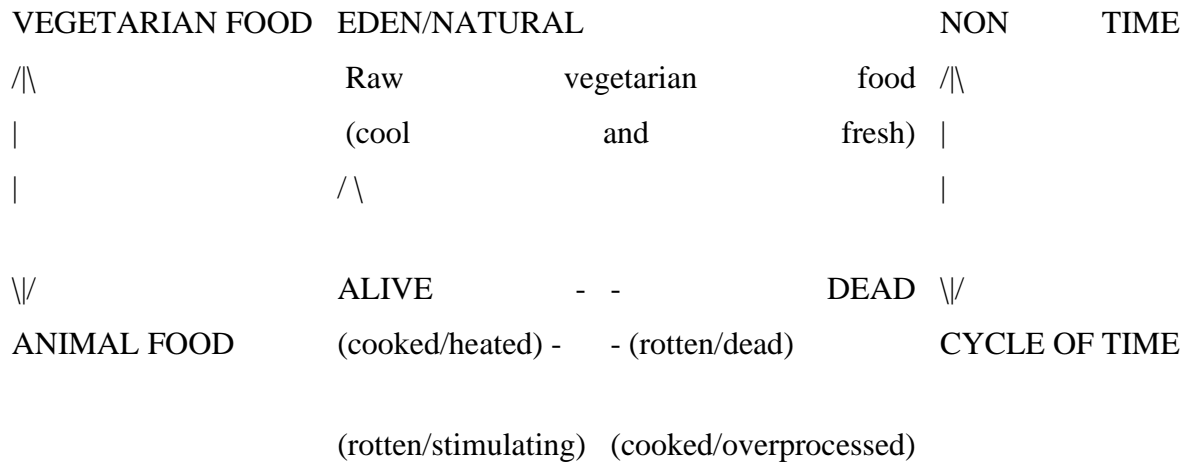 VEGETARIAN FOOD EDEN/NATURAL NON TIME
/|\ Raw vegetarian food /|\
| (cool and fresh) |
| / \ |
\|/ ALIVE - - DEAD \|/
ANIMAL FOOD (cooked/heated) - - (rotten/dead) CYCLE OF TIME
(rotten/stimulating) (cooked/overprocessed)